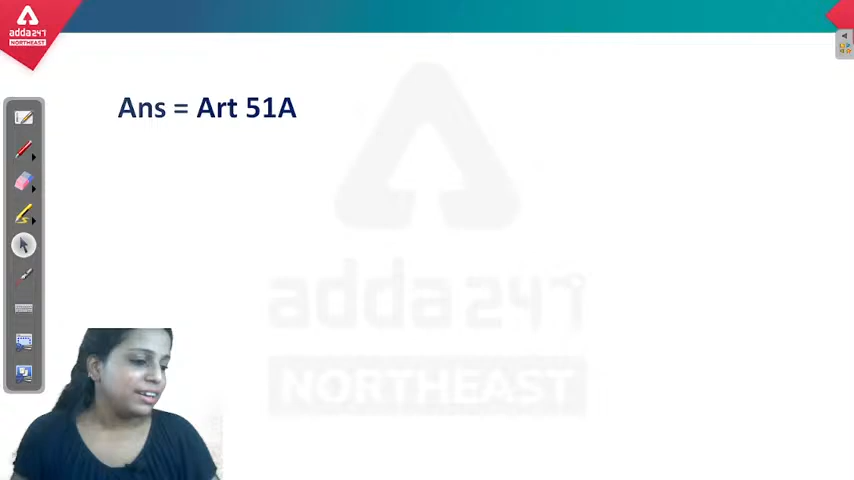 adda247
NORTHEAST
Ans = Art 51A
adda247
NORTHEAST